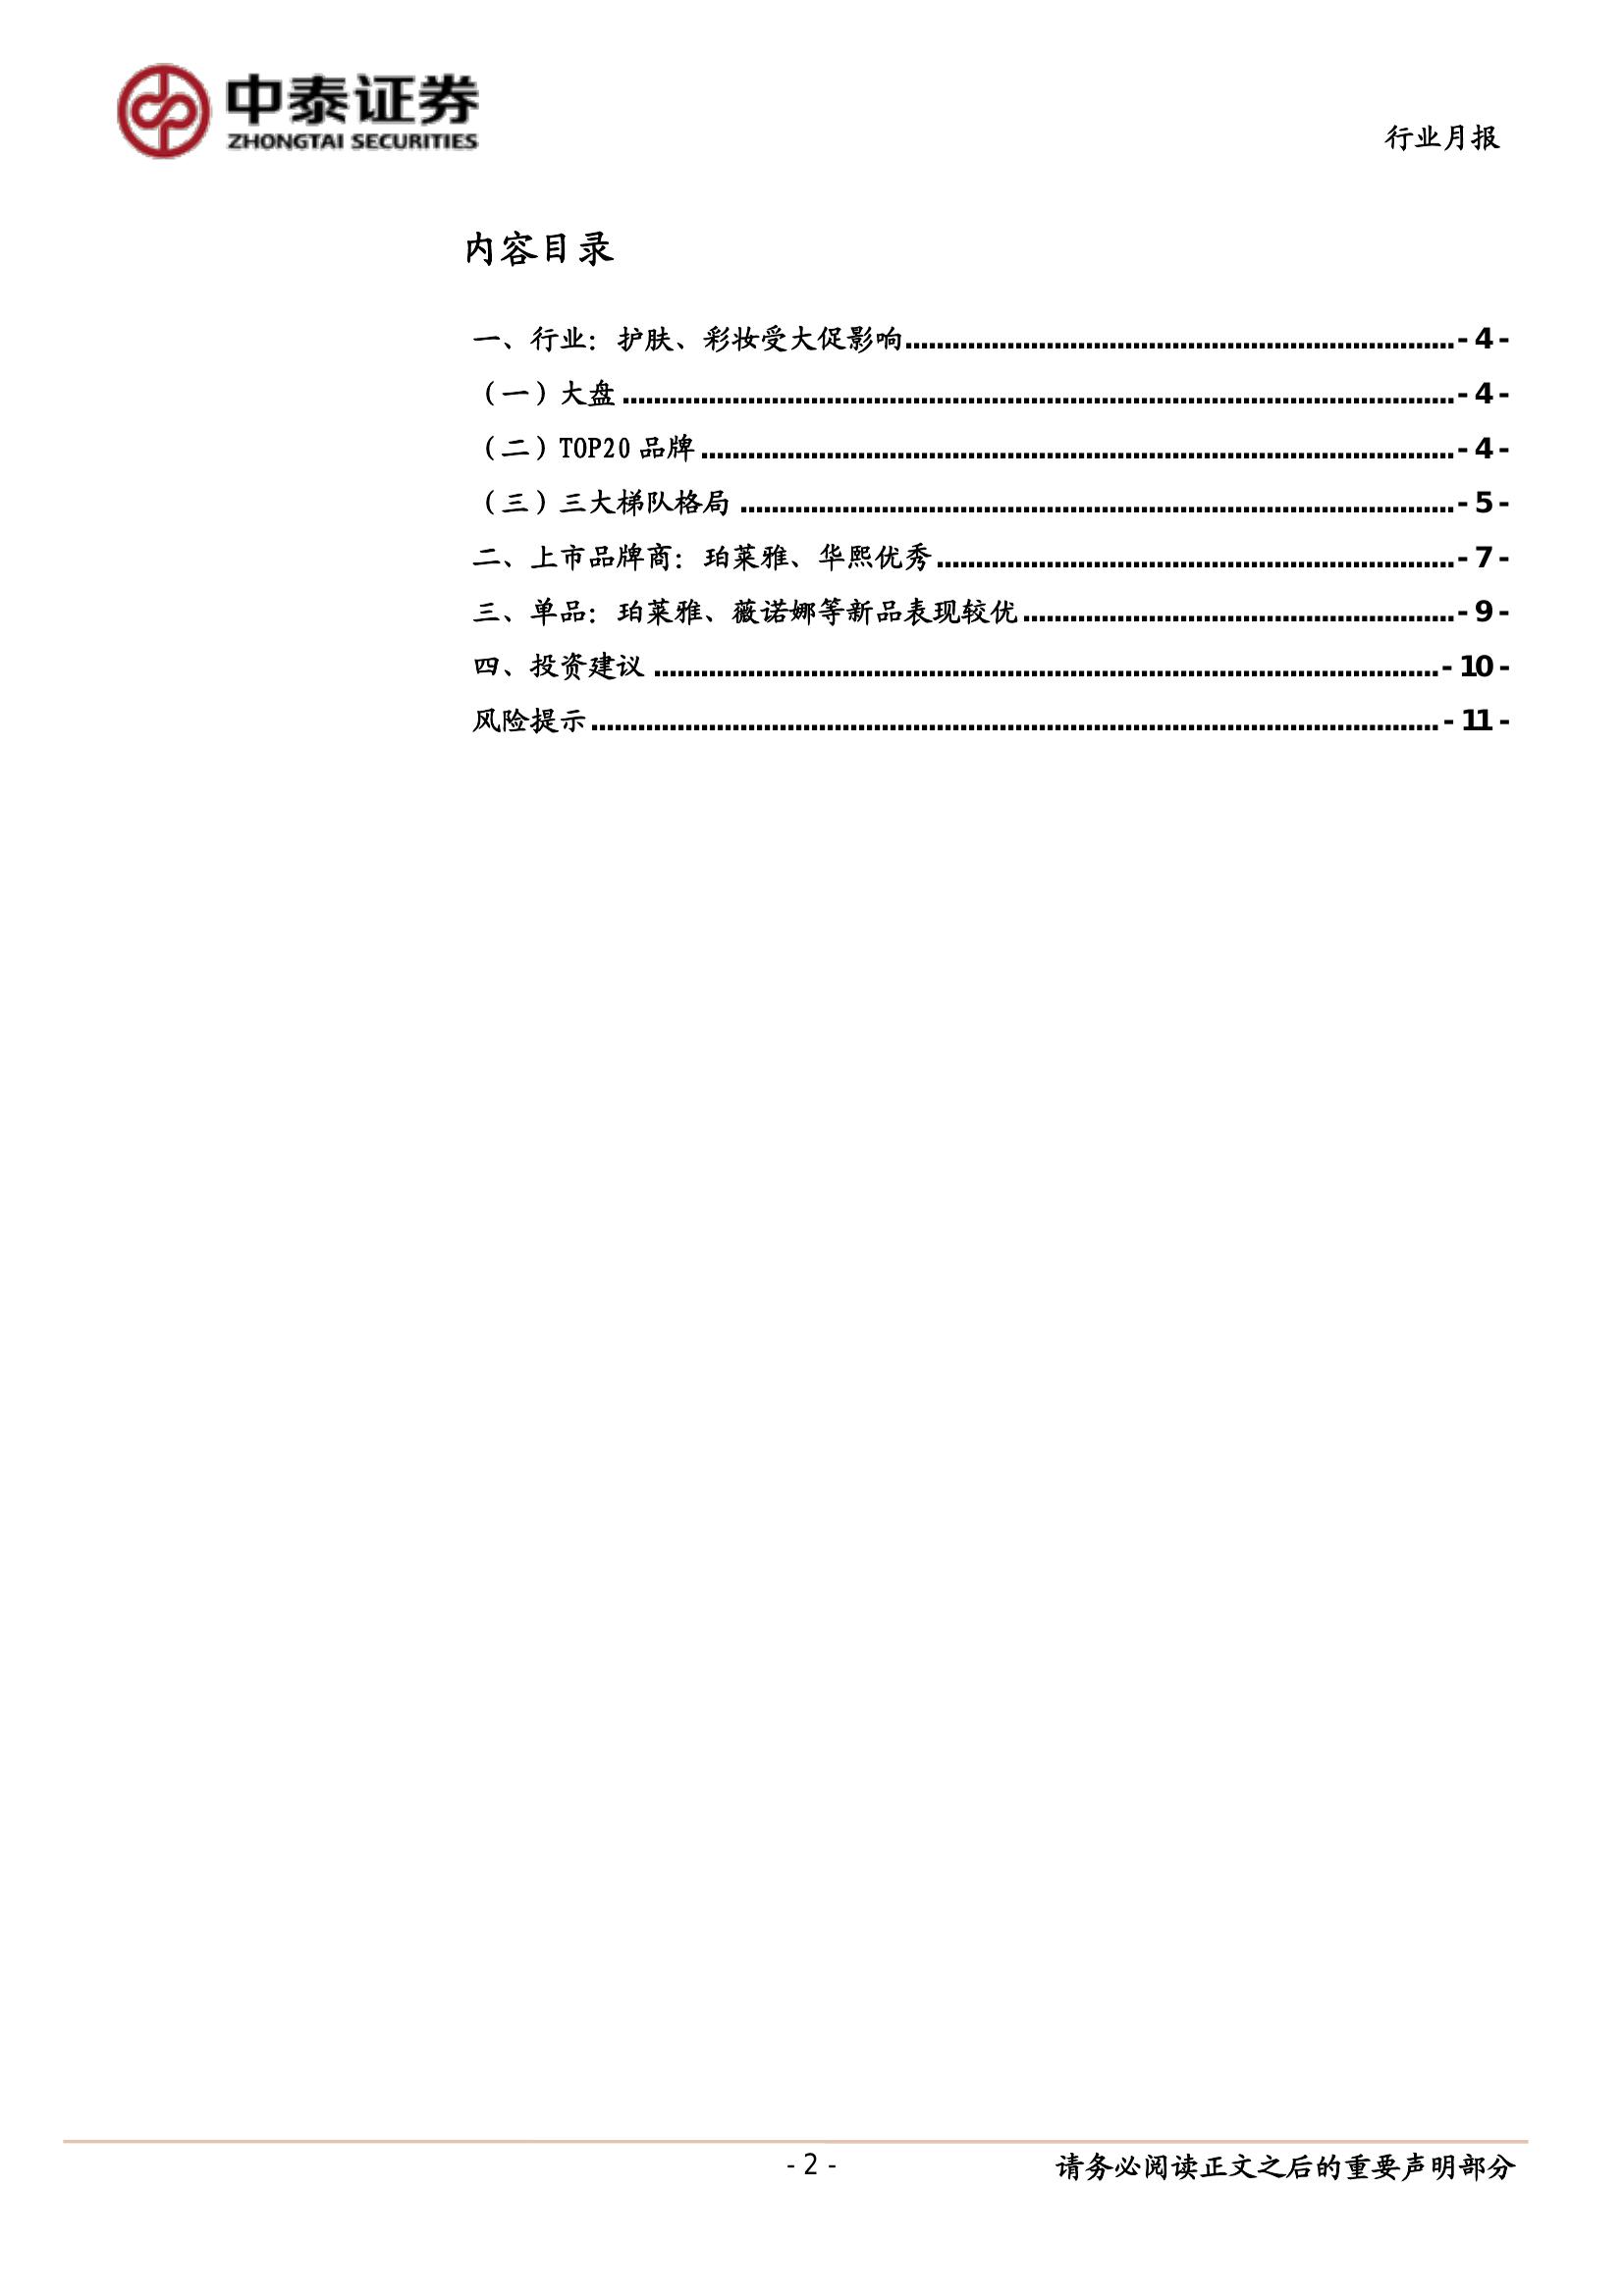 中泰证券
ZHONGTAI SECURITIES
行业月报
内容目录
一、行业：护肤、彩妆受大促影响......................................................................- 4 -
（一）大盘..........................................................................................................- 4 -
（二）TOP20 品牌................................................................................................- 4 -
（三）三大梯队格局...........................................................................................- 5 -
二、上市品牌商：珀莱雅、华熙优秀..................................................................- 7 -
三、单品：珀莱雅、薇诺娜等新品表现较优.......................................................- 9 -
四、投资建议....................................................................................................- 10 -
风险提示............................................................................................................- 11 -
- 2 -
请务必阅读正文之后的重要声明部分